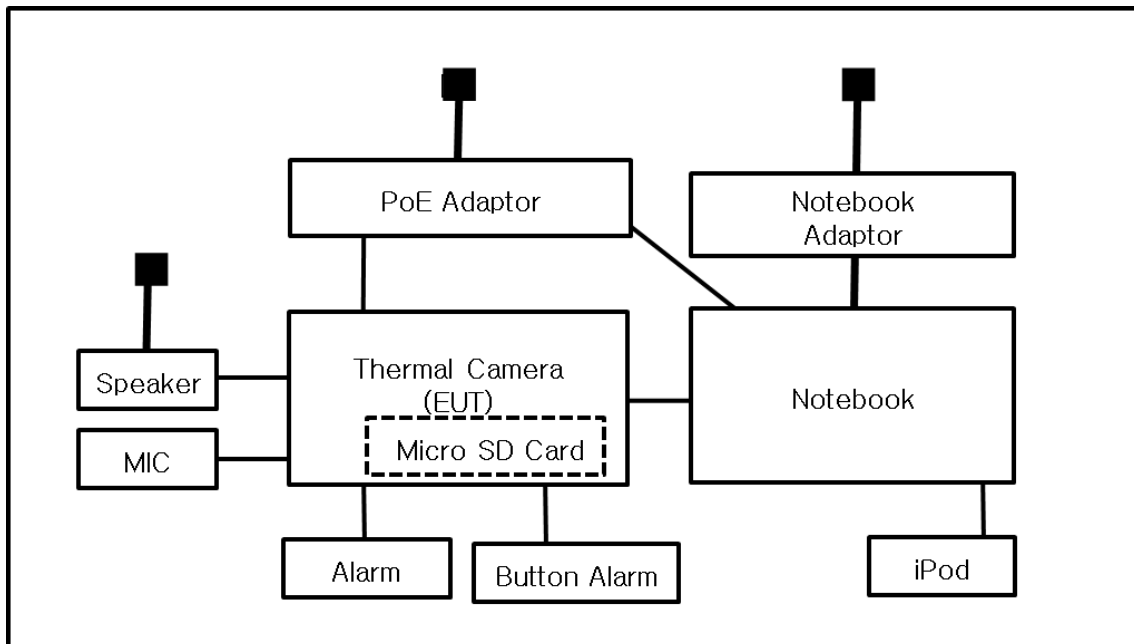 PoE Adaptor
Notebook
Adaptor
Speaker
Thermal Camera
(EUT)
Micro SD Card
Notebook
MIC
Alarm
Button Alarm
iPod